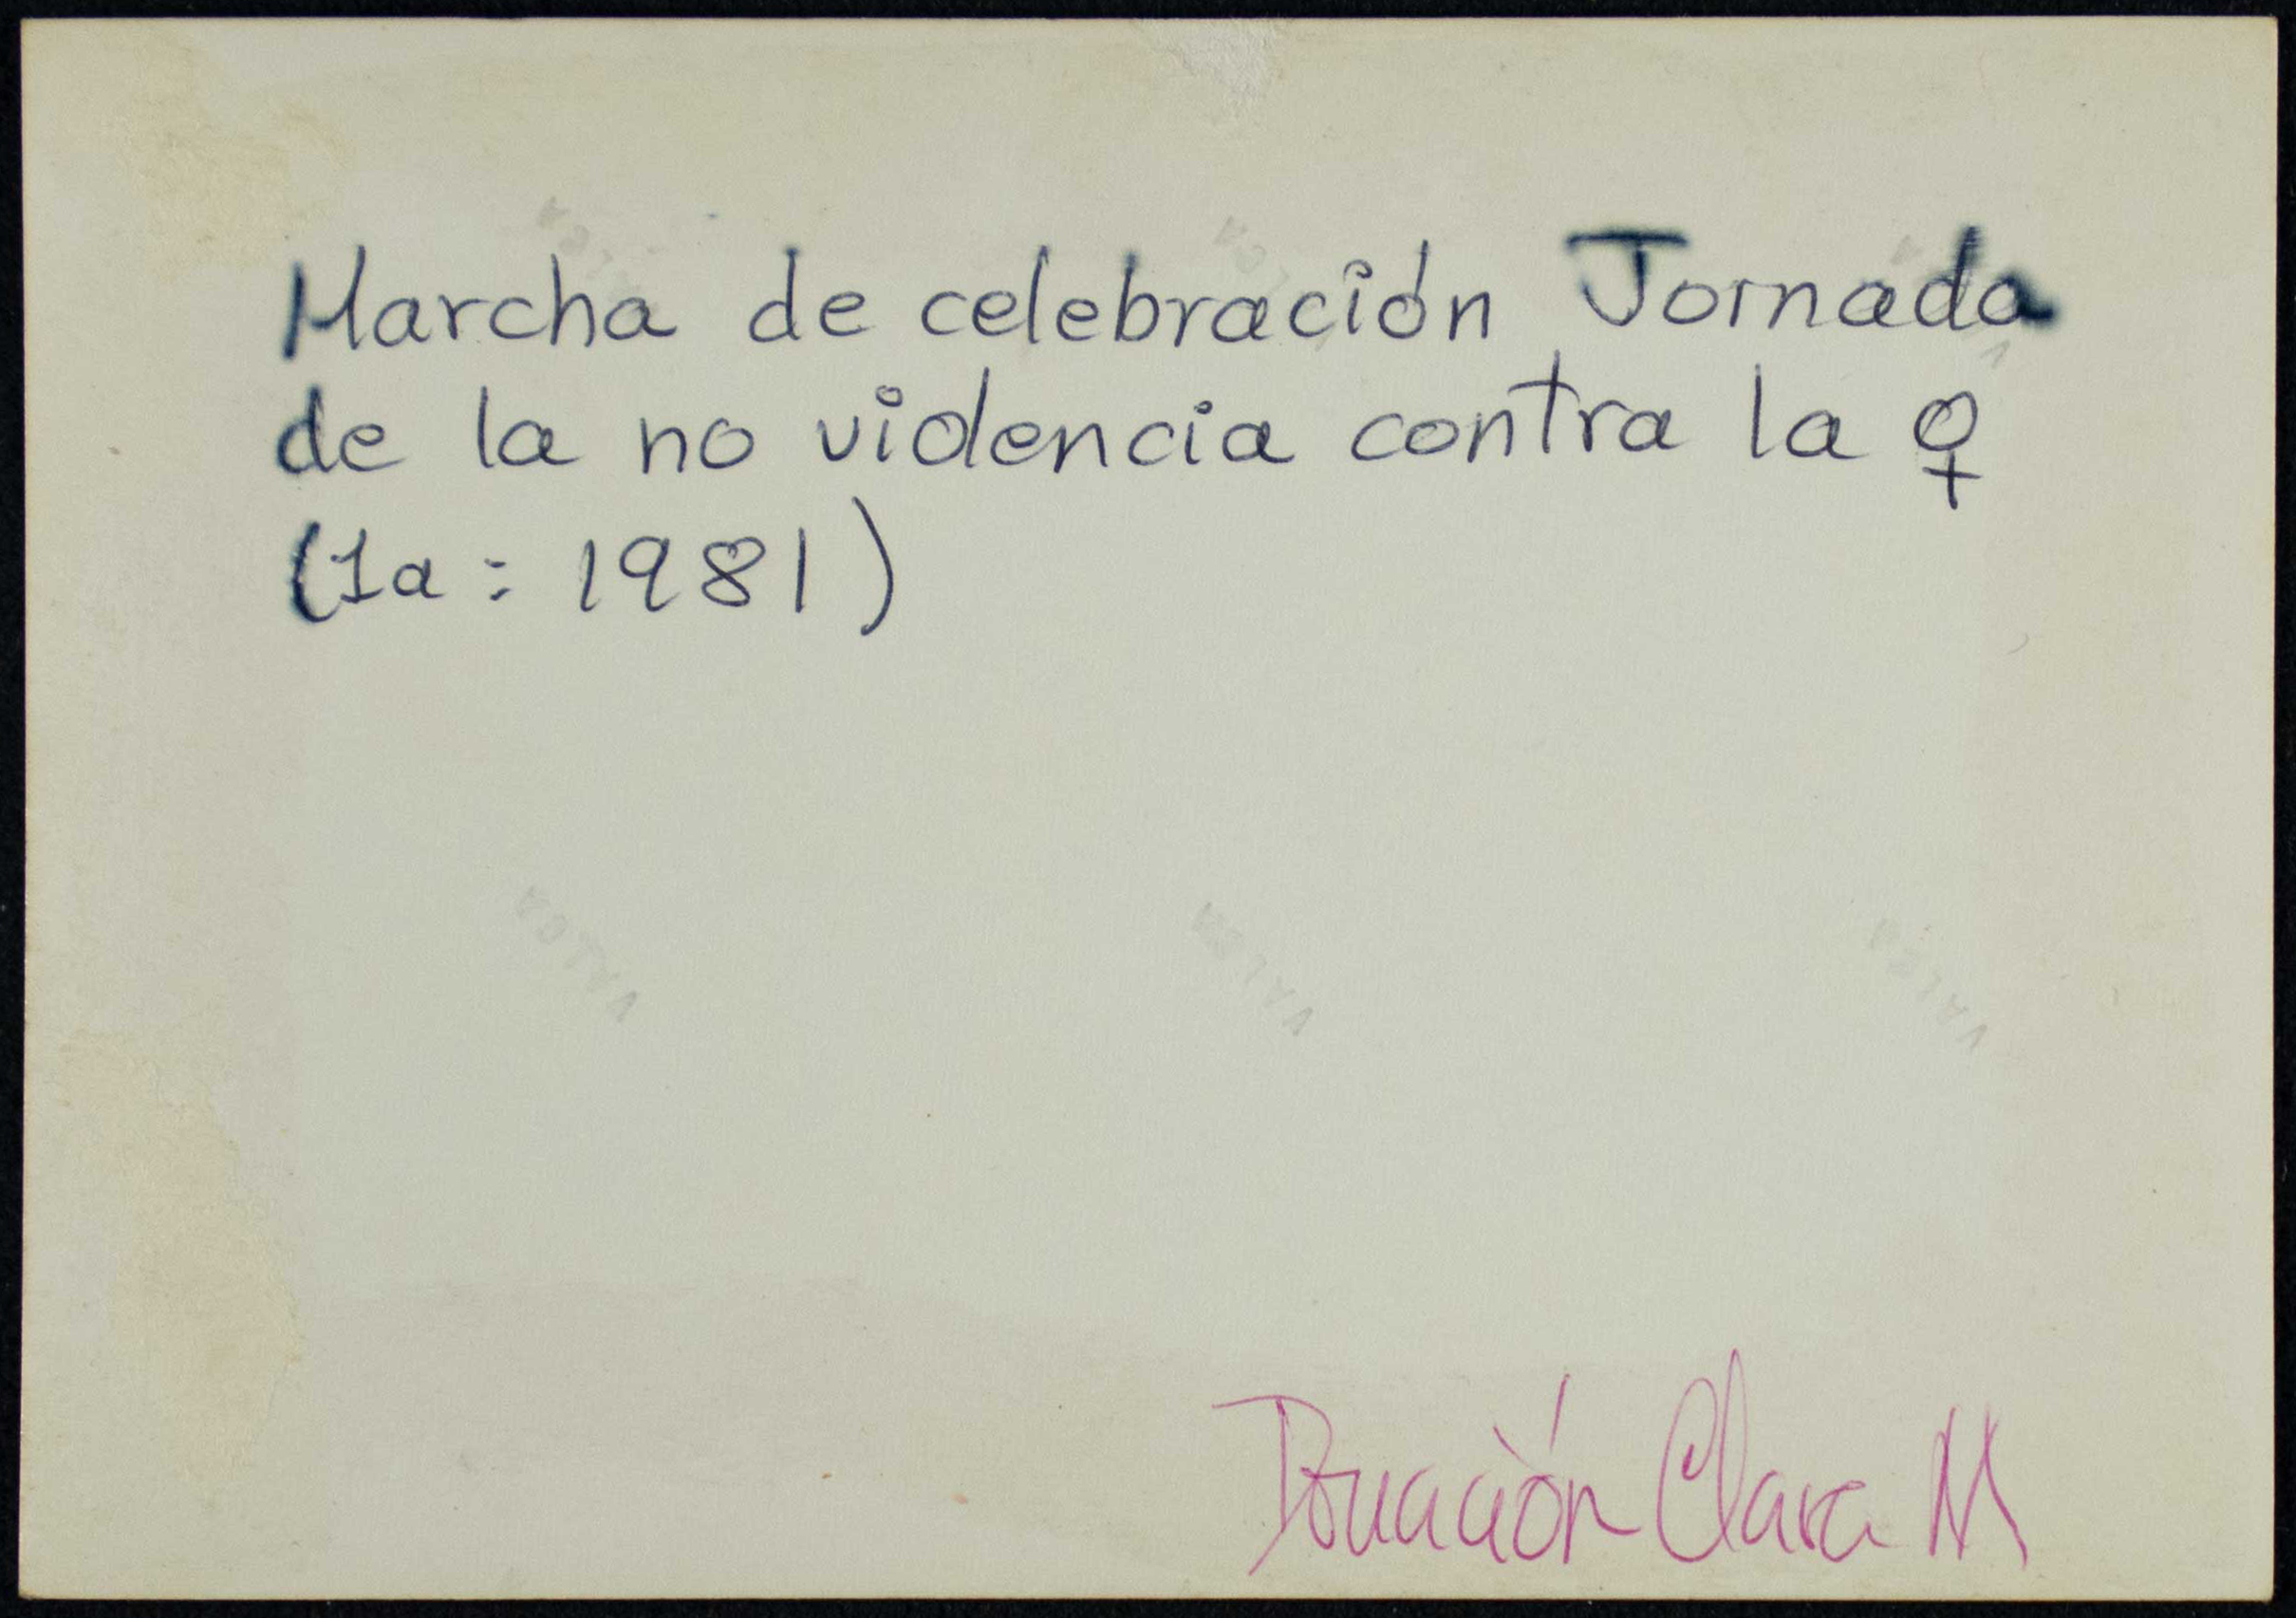 Marcha de celebración Jornada
de la no violencia contra la ♀
(1a: 1981)
Donación Clara M